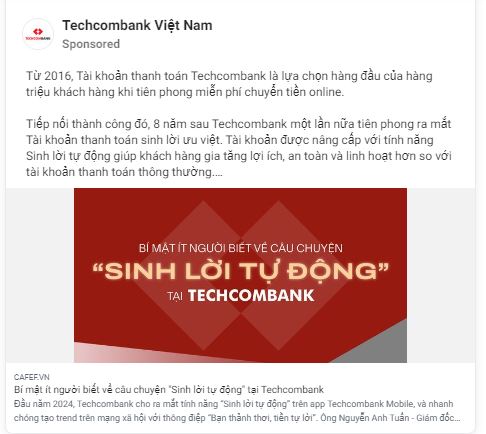 Techcombank Việt Nam
Sponsored
TECHCOMBANK
Từ 2016, Tài khoản thanh toán Techcombank là lựa chọn hàng đầu của hàng
triệu khách hàng khi tiên phong miễn phí chuyển tiền online.
Tiếp nối thành công đó, 8 năm sau Techcombank một lần nữa tiên phong ra mắt
Tài khoản thanh toán sinh lời ưu việt. Tài khoản được nâng cấp với tính năng
Sinh lời tự động giúp khách hàng gia tăng lợi ích, an toàn và linh hoạt hơn so với
tài khoản thanh toán thông thường....
BÍ MẬT ÍT NGƯỜI BIẾT VỀ CÂU CHUYỆN
“SINH LỜI TỰ ĐỘNG”
TẠI TECHCOMBANK
CAFEF.VN
Bí mật ít người biết về câu chuyện "Sinh lời tự động" tại Techcombank
Đầu năm 2024, Techcombank cho ra mắt tính năng “Sinh lời tự động” trên app Techcombank Mobile, và nhanh
chóng tạo trend trên mạng xã hội với thông điệp “Bạn thảnh thơi, tiền tự lời”. Ông Nguyễn Anh Tuấn - Giám đốc...